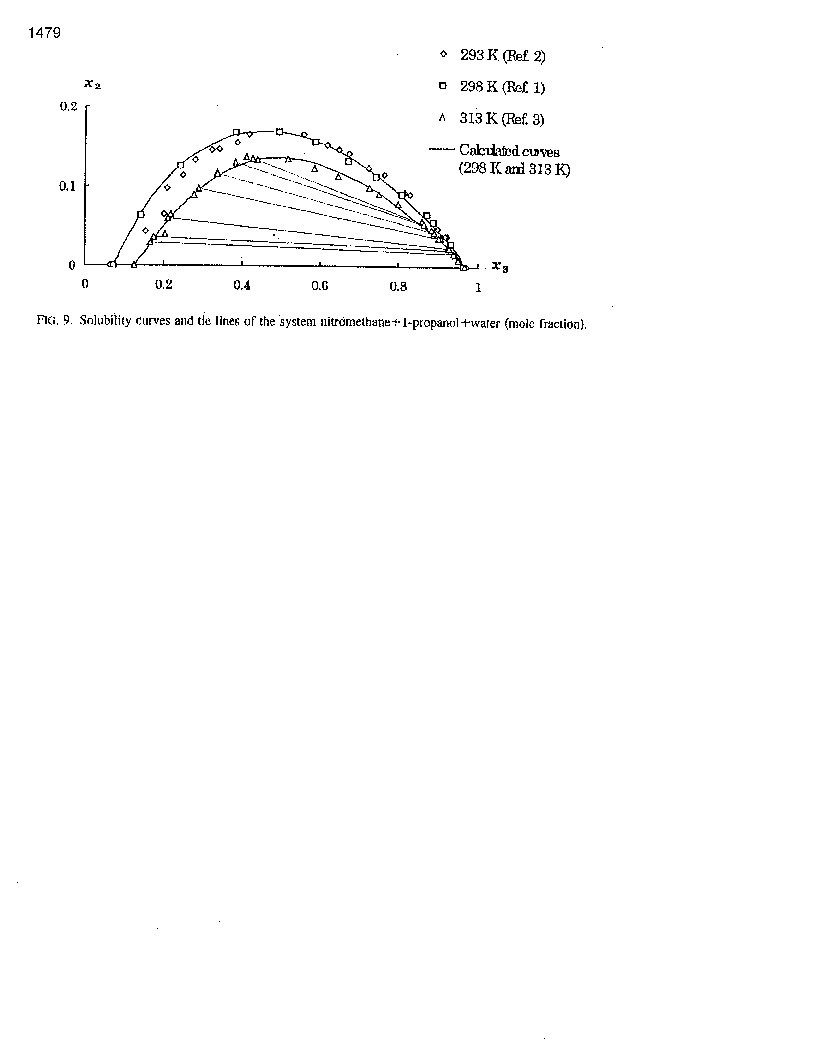 1479
◇ 293 K (Ref. 2)
□ 298 K (Ref. 1)
△ 313 K (Ref. 3)
— Calculated curves
(298 K and 313 K)
x₂
0.2
0.1
0
0 0.2 0.4 0.6 0.8 1
x₃
FIG. 9. Solubility curves and tie lines of the system nitromethane+1-propanol+water (mole fraction).